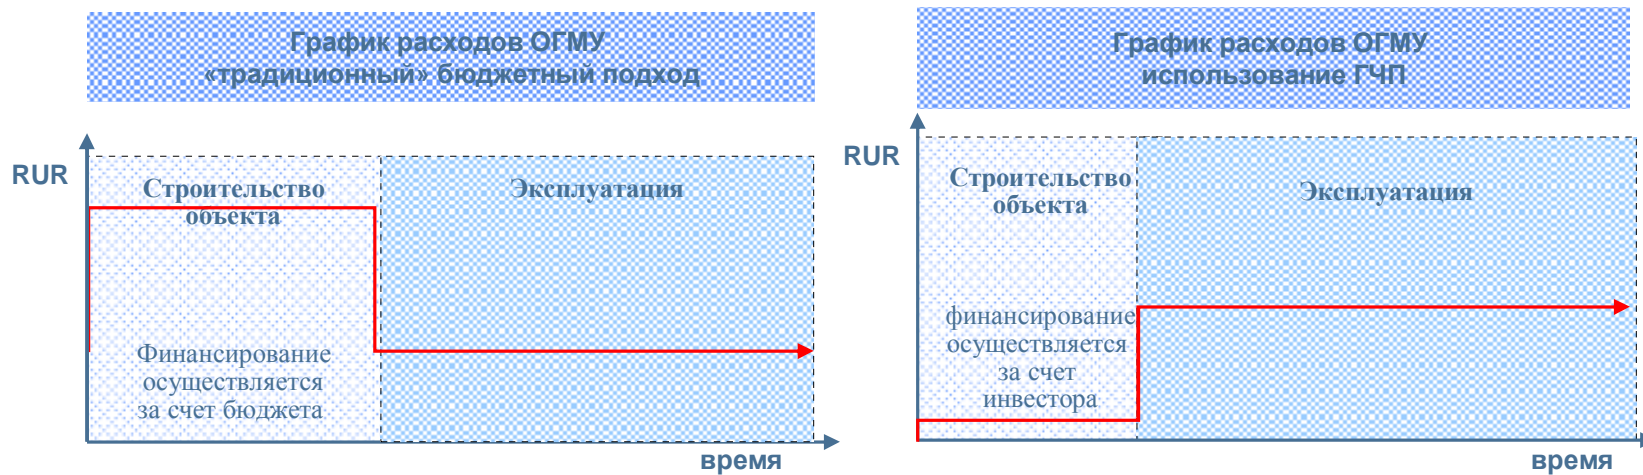 График расходов ОГМУ
«традиционный» бюджетный подход
RUR
Строительство
объекта
Эксплуатация
Финансирование
осуществляется
за счет бюджета
время
График расходов ОГМУ
использование ГЧП
RUR
Строительство
объекта
Эксплуатация
финансирование
осуществляется
за счет
инвестора
время